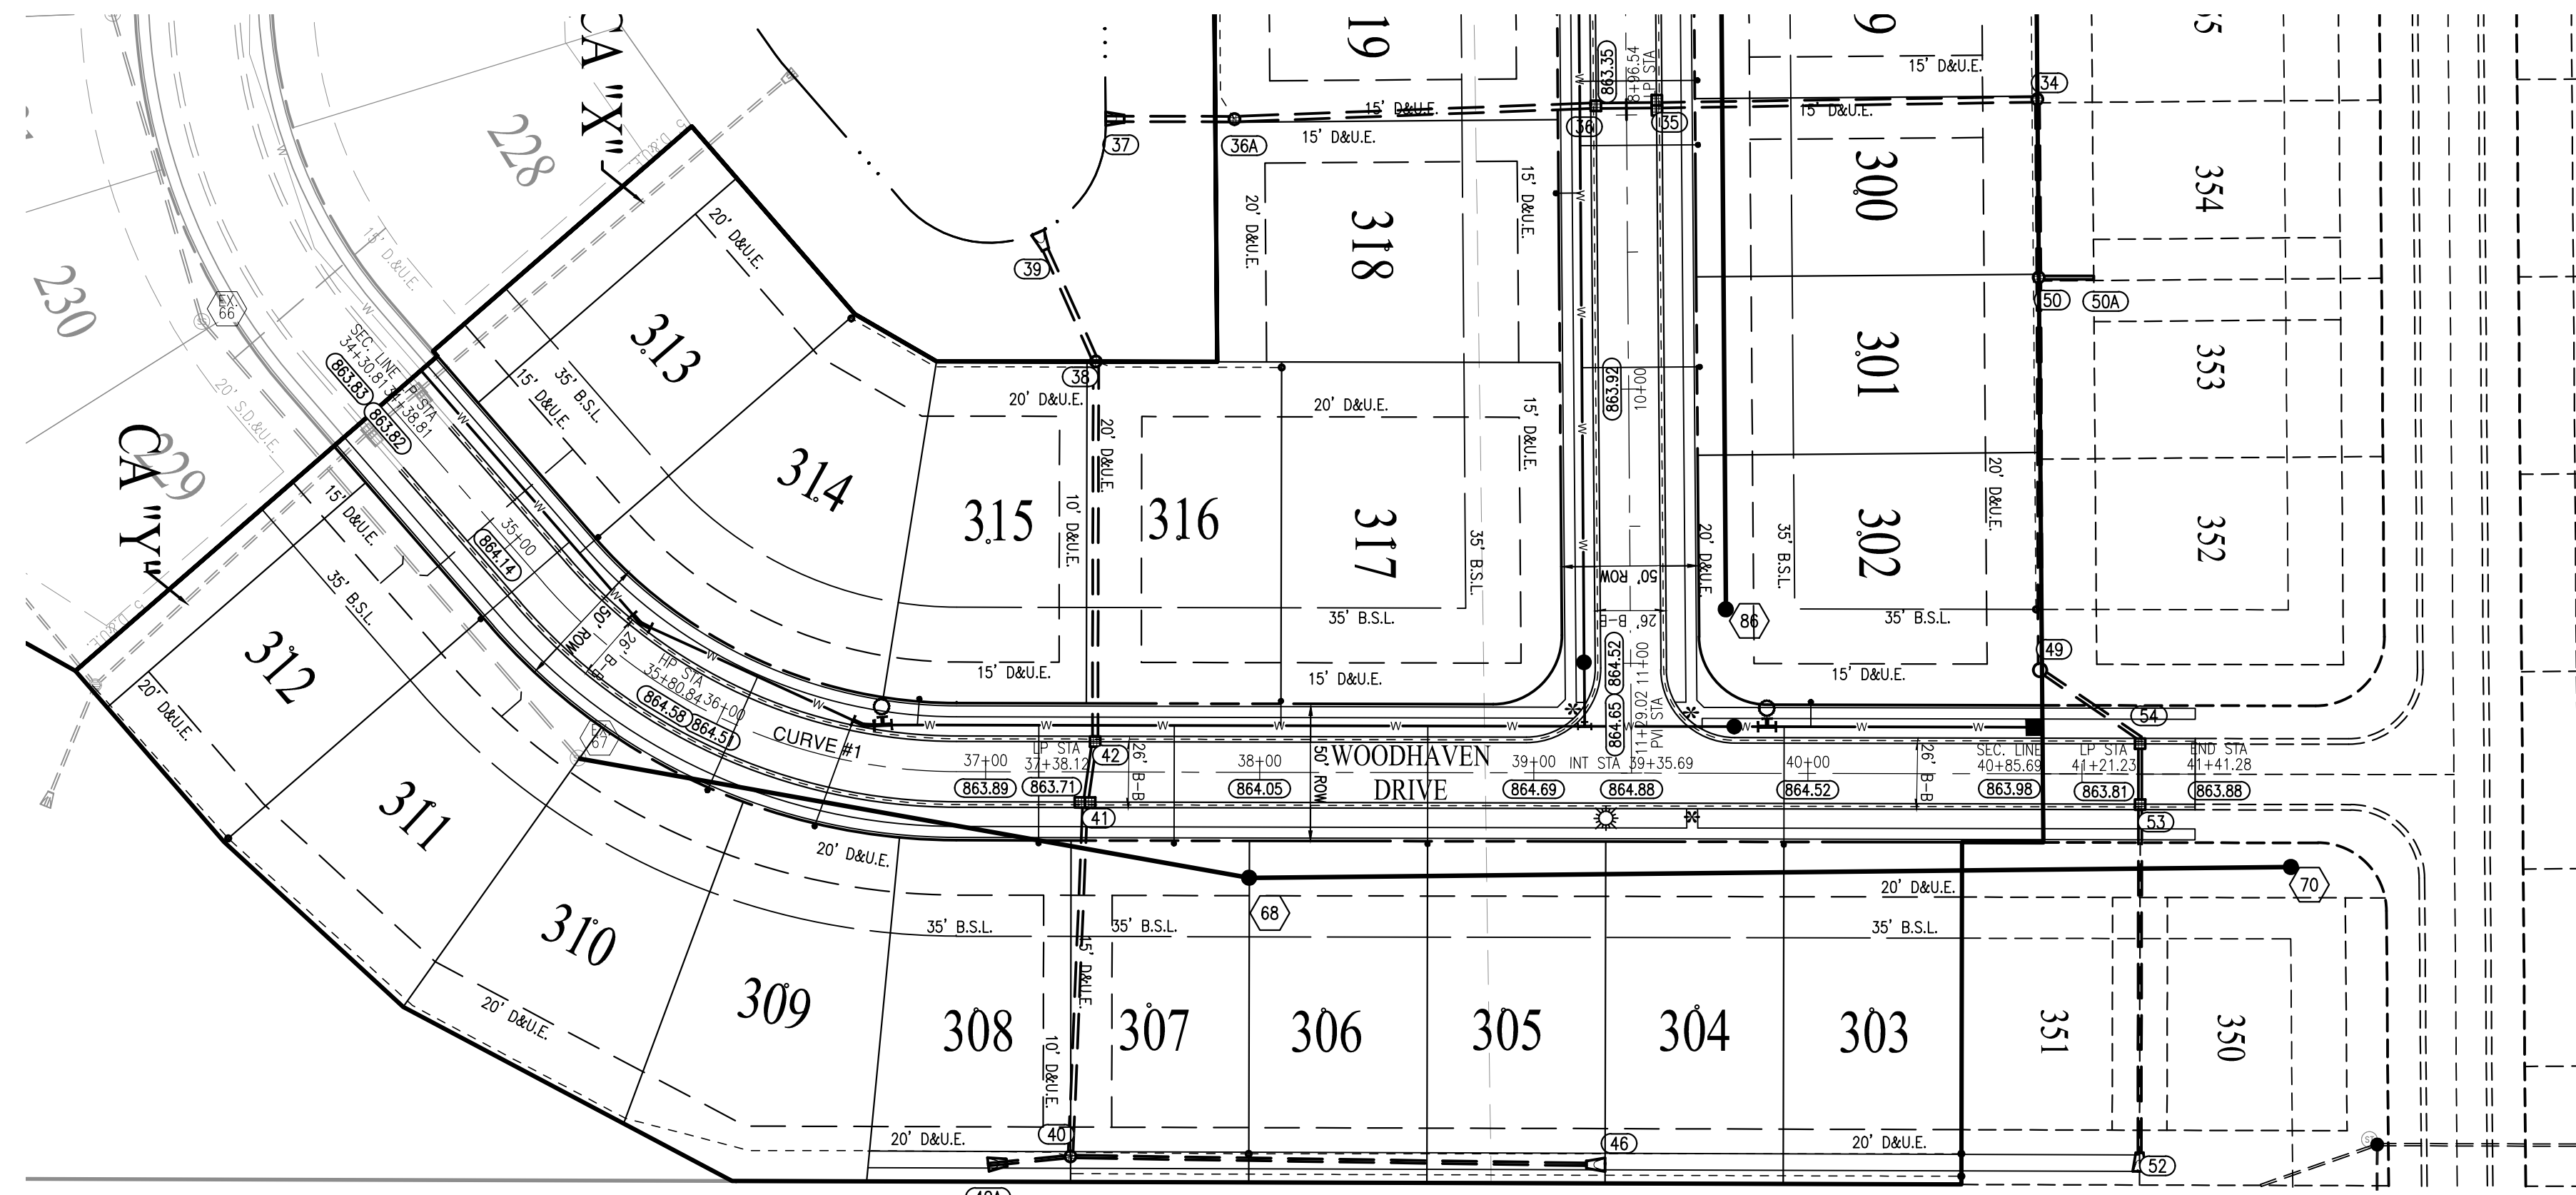 CA "X"
19
9
55
863.35
8+96.54
LP STA
15' D&U.E.
34
228
15' D&U.E.
15' D&U.E.
37
36A
15' D&U.E.
36
35
318
300
354
20' D&U.E.
15' D&U.E.
20' D&U.E.
39
15' D.&U.E.
230
EX.
66
50
50A
SEC. LINE
34+30.81
863.83
LP STA
34+38.81
863.82
313
35' B.S.L.
15' D&U.E.
38
20' D&U.E.
20' D&U.E.
863.92
10+00
301
353
20' S.D.&U.E.
229
CA "Y"
314
20' D&U.E.
10' D&U.E.
315
316
317
15' D&U.E.
35' B.S.L.
20' D&U.E.
302
35' B.S.L.
20' D&U.E.
352
15' D&U.E.
35+00
864.14
50' ROW
26' B-B
50' ROW
26' B-B
35' B.S.L.
35' B.S.L.
86
35' B.S.L.
312
HP STA
35+80.84
864.58
36+00
864.51
15' D&U.E.
15' D&U.E.
864.52
11+00
864.65
11+29.02
PVI STA
15' D&U.E.
49
20' D&U.E.
EX.
67
CURVE #1
54
37+00
863.89
LP STA
37+38.12
863.71
42
26' B-B
38+00
864.05
50' ROW
WOODHAVEN
DRIVE
39+00
864.69
INT STA 39+35.69
864.88
40+00
864.52
26' B-B
SEC. LINE
40+85.69
863.98
LP STA
41+21.23
863.81
END STA
41+41.28
863.88
311
41
53
20' D&U.E.
20' D&U.E.
70
68
310
35' B.S.L.
35' B.S.L.
35' B.S.L.
15' D&U.E.
20' D&U.E.
309
308
307
306
305
304
303
351
350
10' D&U.E.
20' D&U.E.
40
46
20' D&U.E.
52
40A